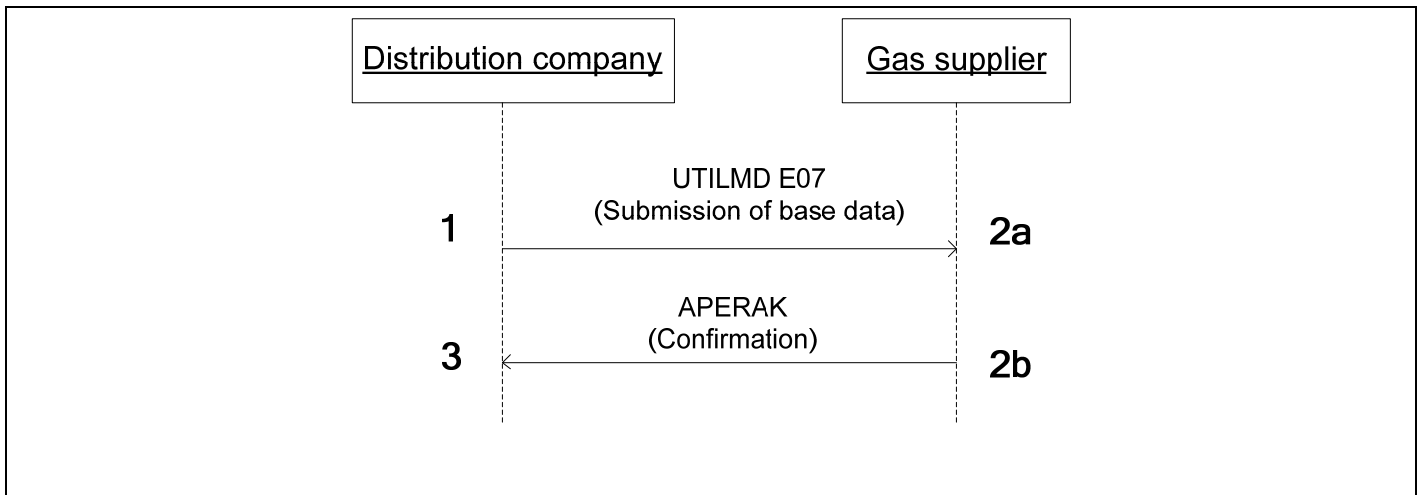 Distribution company
Gas supplier
UTILMD E07
(Submission of base data)
1
2a
APERAK
(Confirmation)
3
2b